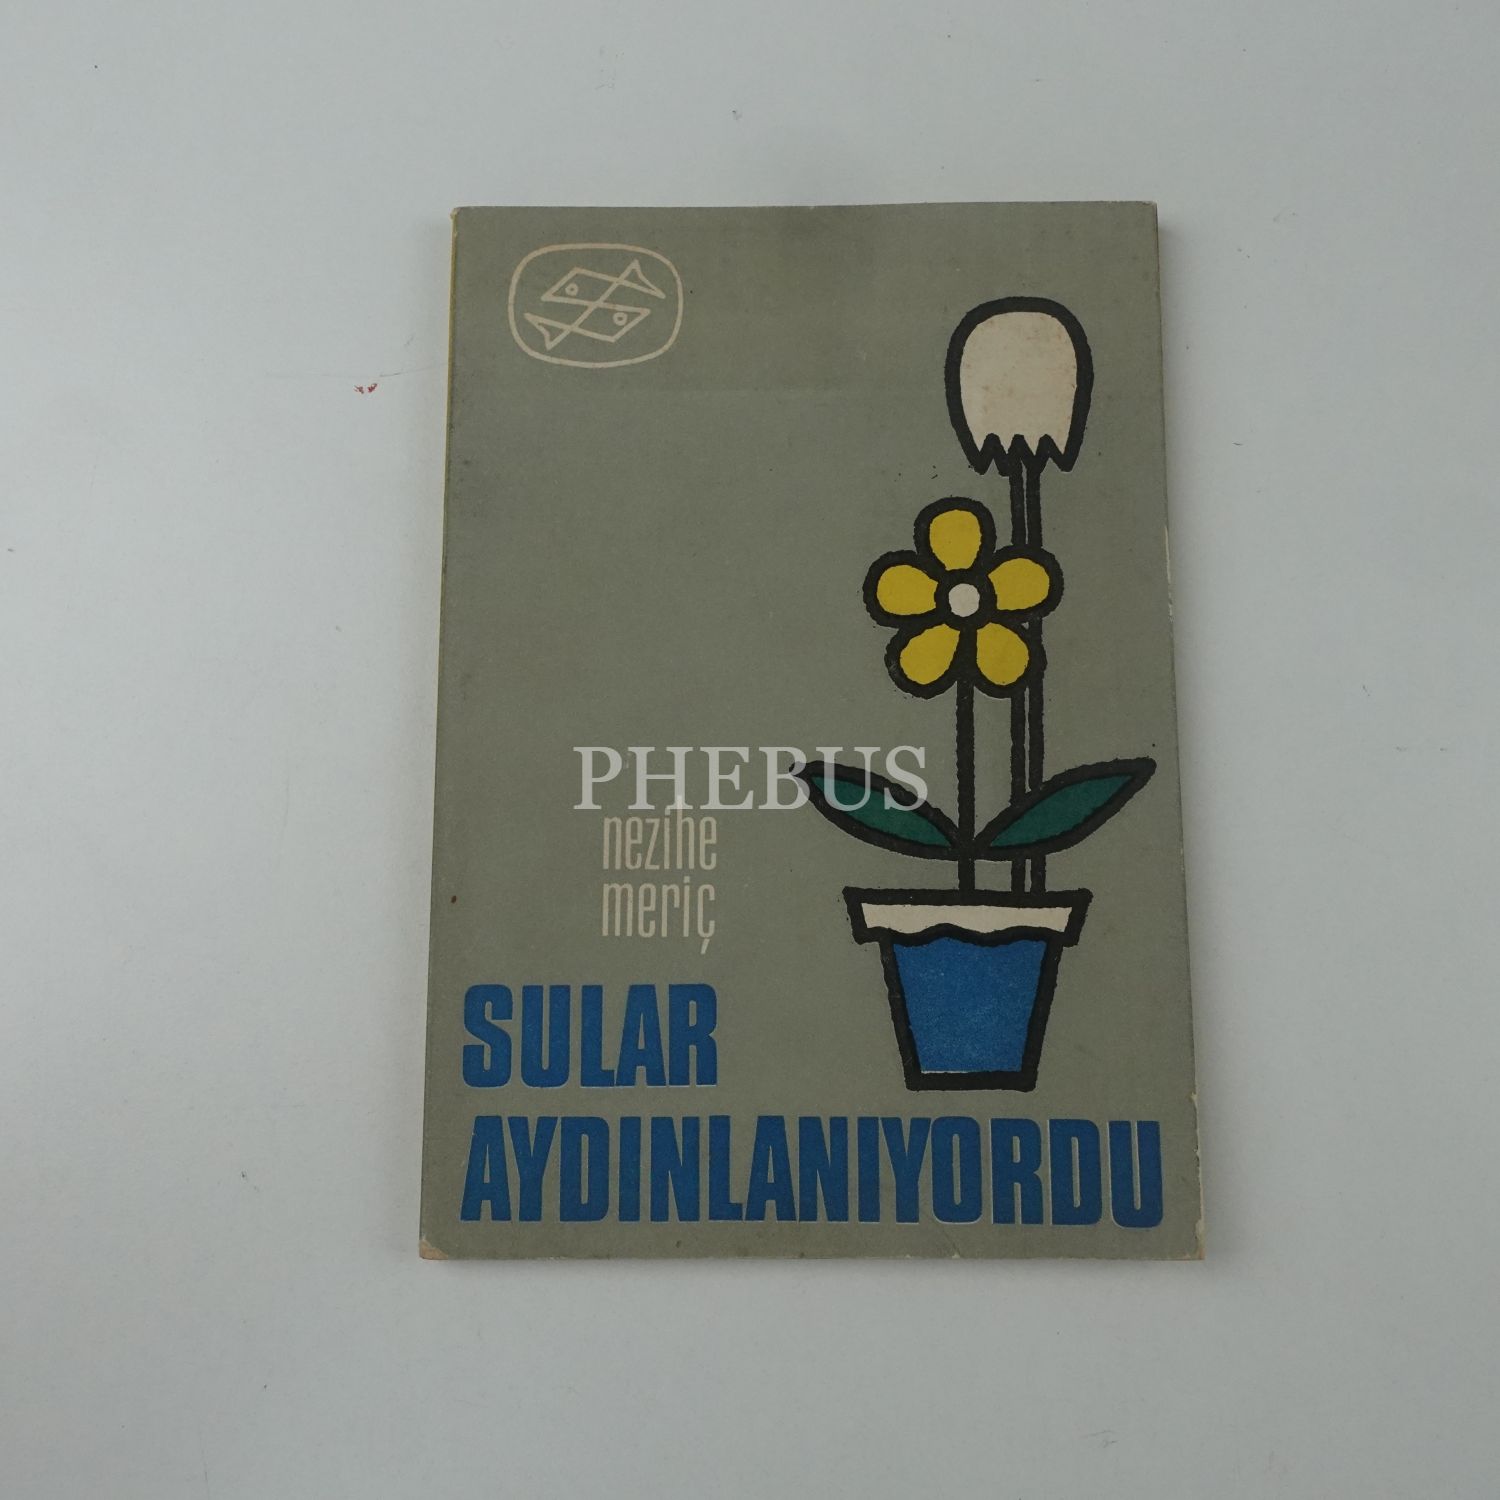 PHEBUS
nezihe
meriç
SULAR
AYDINLANIYORDU